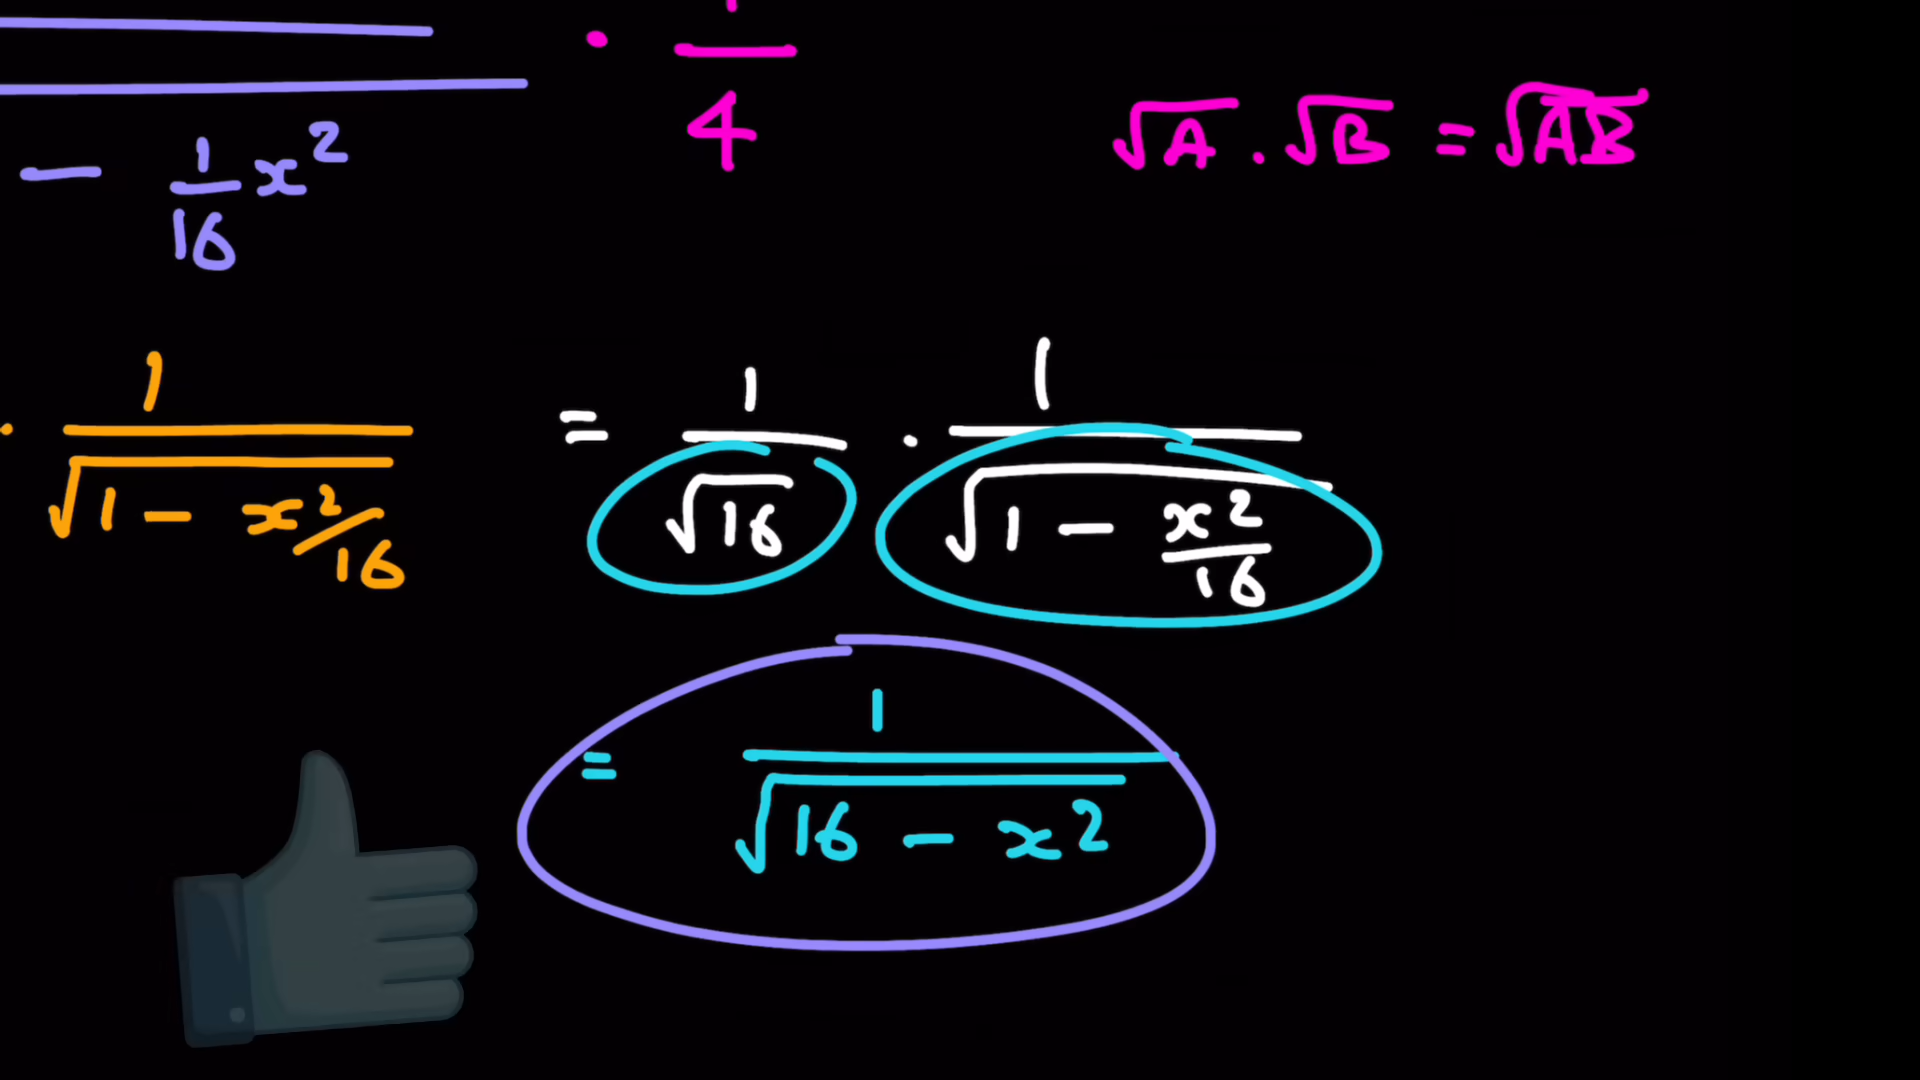 · 1/4
√A . √B = √AB
- 1/16 x²
· 1/√(1 - x²/16) = 1/√16 · 1/√(1 - x²/16)
= 1/√(16 - x²)